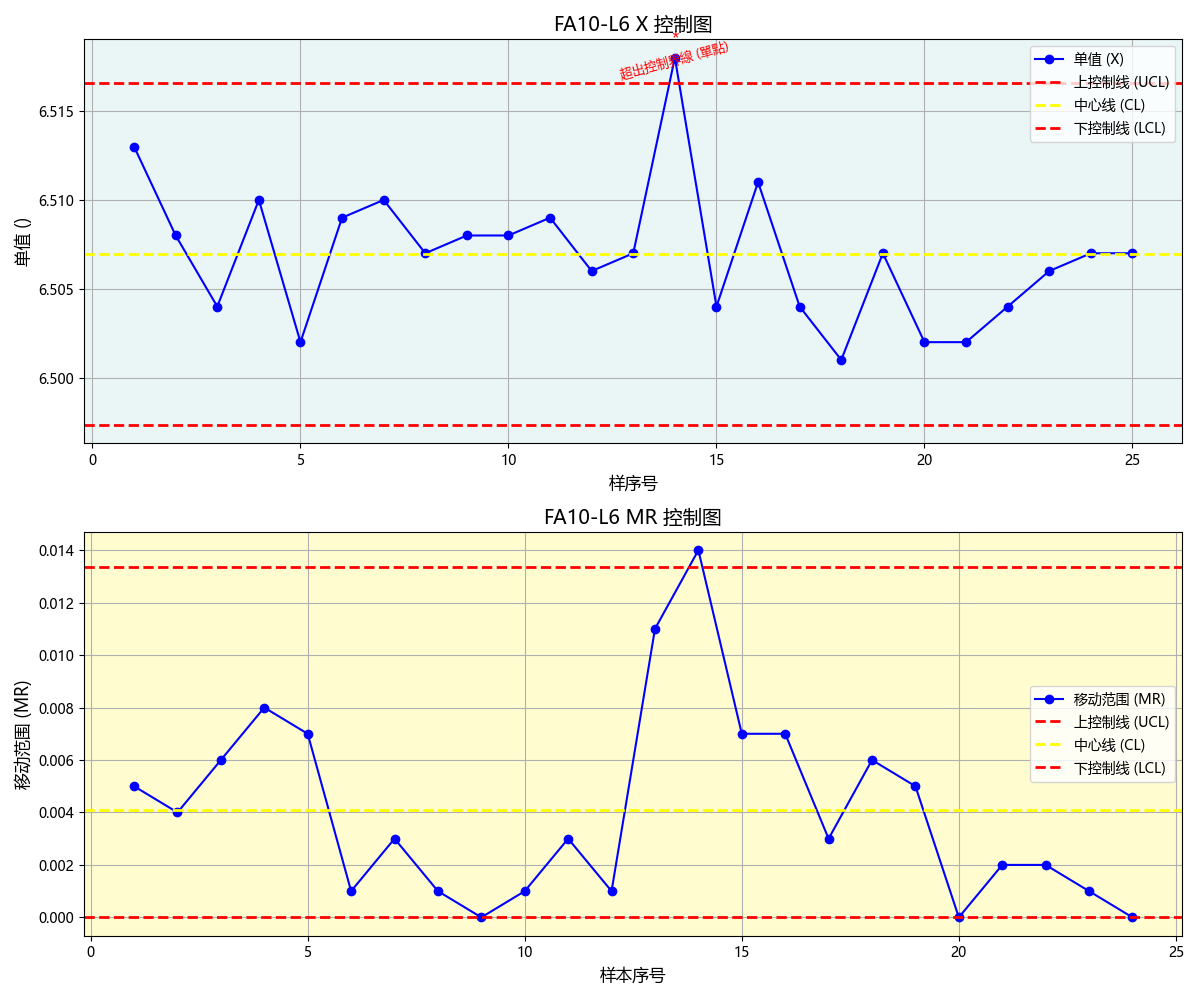 FA10-L6 X 控制图
*
超出控制界線 (單點)
单值 (X)
上控制线 (UCL)
中心线 (CL)
下控制线 (LCL)
单值 ()
6.515
6.510
6.505
6.500
0 5 10 15 20 25
样序号
FA10-L6 MR 控制图
移动范围 (MR)
0.014
0.012
0.010
0.008
0.006
0.004
0.002
0.000
移动范围 (MR)
上控制线 (UCL)
中心线 (CL)
下控制线 (LCL)
0 5 10 15 20 25
样本序号